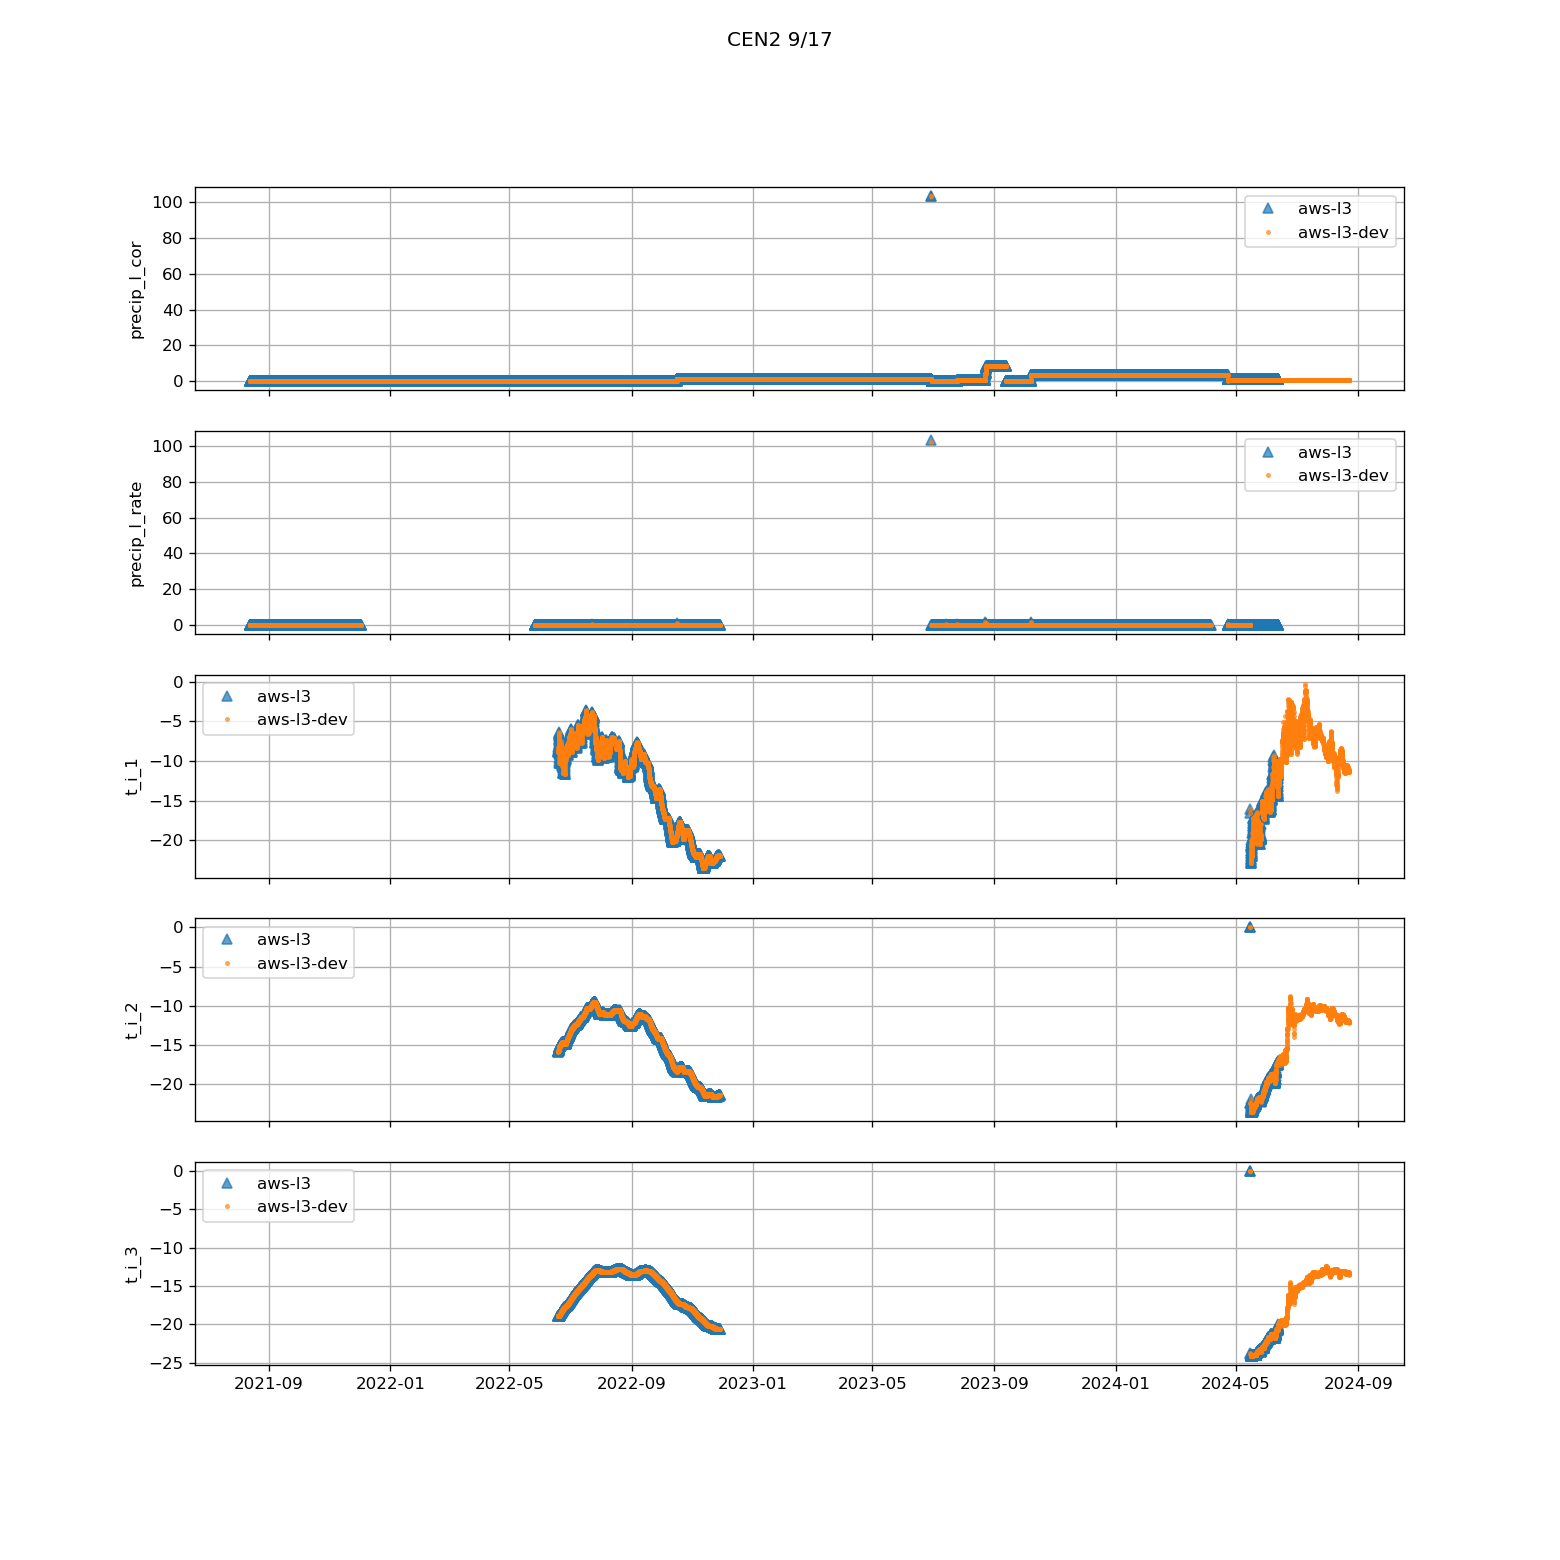 CEN2 9/17
precip_l_cor
100
80
60
40
20
0
aws-l3
aws-l3-dev
precip_l_rate
100
80
60
40
20
0
aws-l3
aws-l3-dev
t_i_1
0
−5
−10
−15
−20
aws-l3
aws-l3-dev
t_i_2
0
−5
−10
−15
−20
aws-l3
aws-l3-dev
t_i_3
0
−5
−10
−15
−20
−25
aws-l3
aws-l3-dev
2021-09 2022-01 2022-05 2022-09 2023-01 2023-05 2023-09 2024-01 2024-05 2024-09